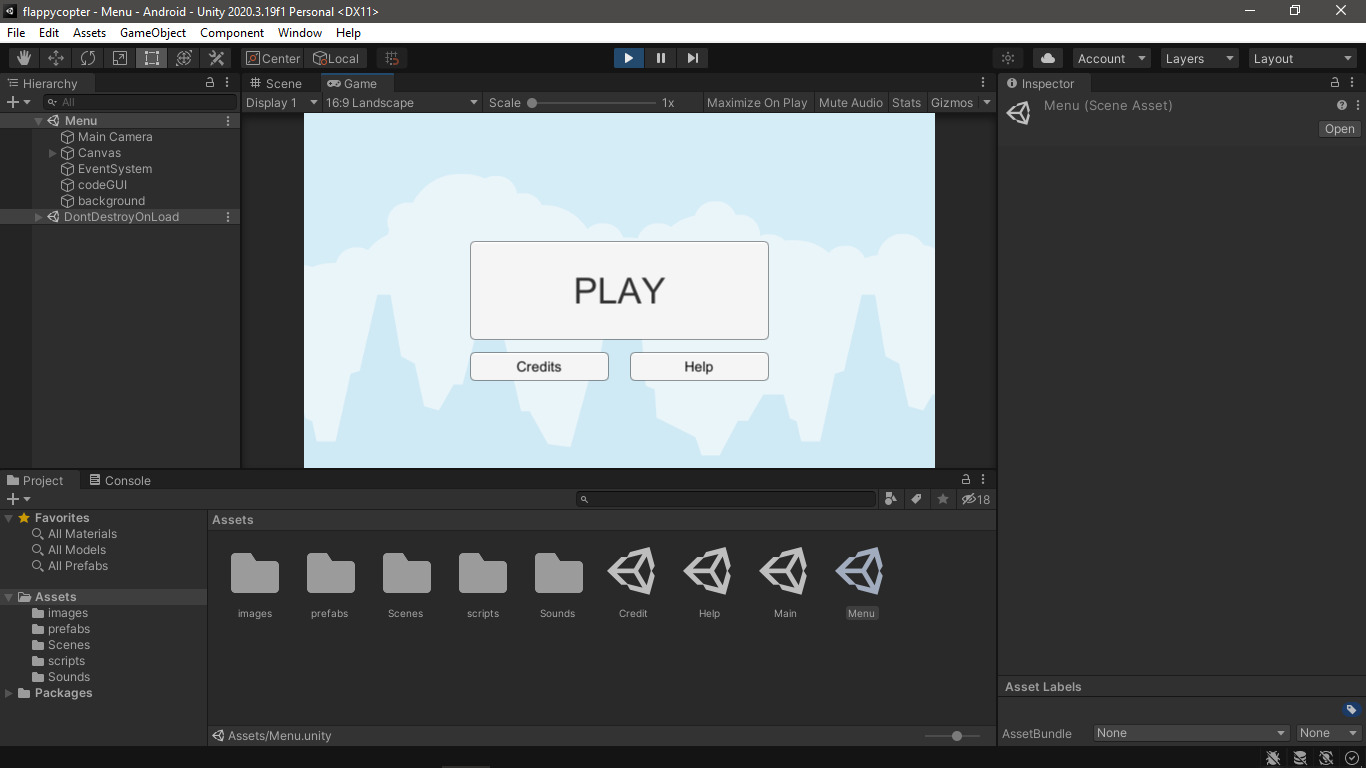 flappycopter - Menu - Android - Unity 2020.3.19f1 Personal <DX11>
File Edit Assets GameObject Component Window Help
Center Local Account Layers Layout
Hierarchy
All
Menu
Main Camera
Canvas
EventSystem
codeGUI
background
DontDestroyOnLoad
Scene Game
Display 1 16:9 Landscape Scale 1x Maximize On Play Mute Audio Stats Gizmos
PLAY
Credits Help
Inspector
Menu (Scene Asset)
Open
Project Console
18
Favorites
All Materials
All Models
All Prefabs
Assets
images
prefabs
Scenes
scripts
Sounds
Packages
Assets
images prefabs Scenes scripts Sounds Credit Help Main Menu
Assets/Menu.unity
Asset Labels
AssetBundle None None